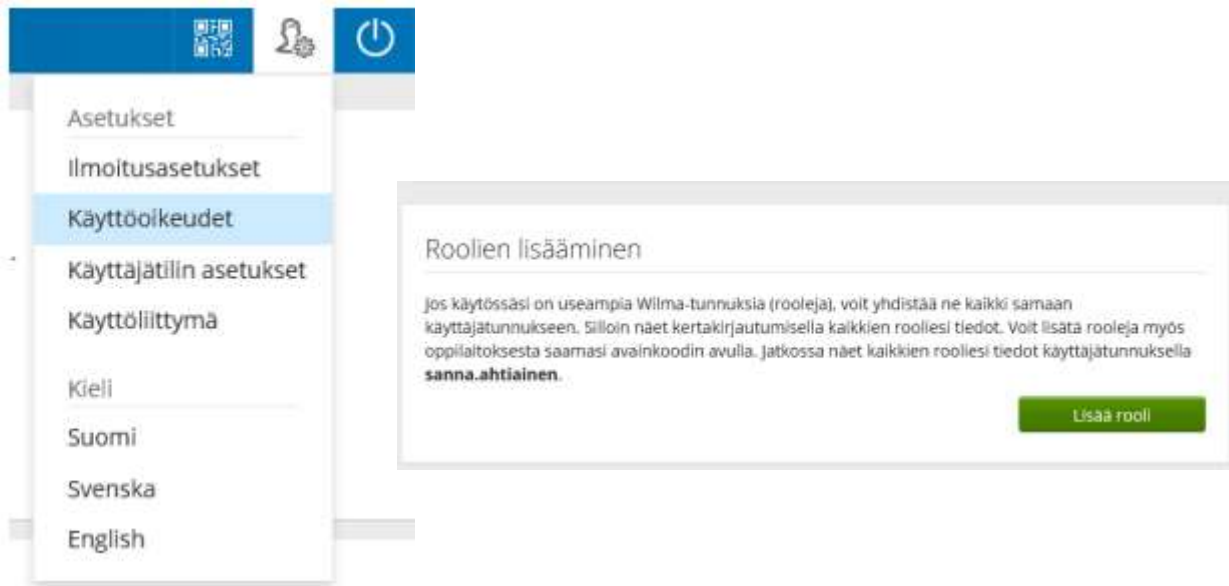 Asetukset
Ilmoitusasetukset
Käyttöoikeudet
Käyttäjätilin asetukset
Käyttöliittymä
Kieli
Suomi
Svenska
English
Roolien lisääminen
Jos käytössäsi on useampia Wilma-tunnuksia (rooleja), voit yhdistää ne kaikki samaan
käyttäjätunnukseen. Silloin näet kertakirjautumisella kaikkien rooliesi tiedot. Voit lisätä rooleja myös
oppilaitoksesta saamasi avainkoodin avulla. Jatkossa näet kaikkien rooliesi tiedot käyttäjätunnuksella
sanna.ahtiainen.
Lisää rooli